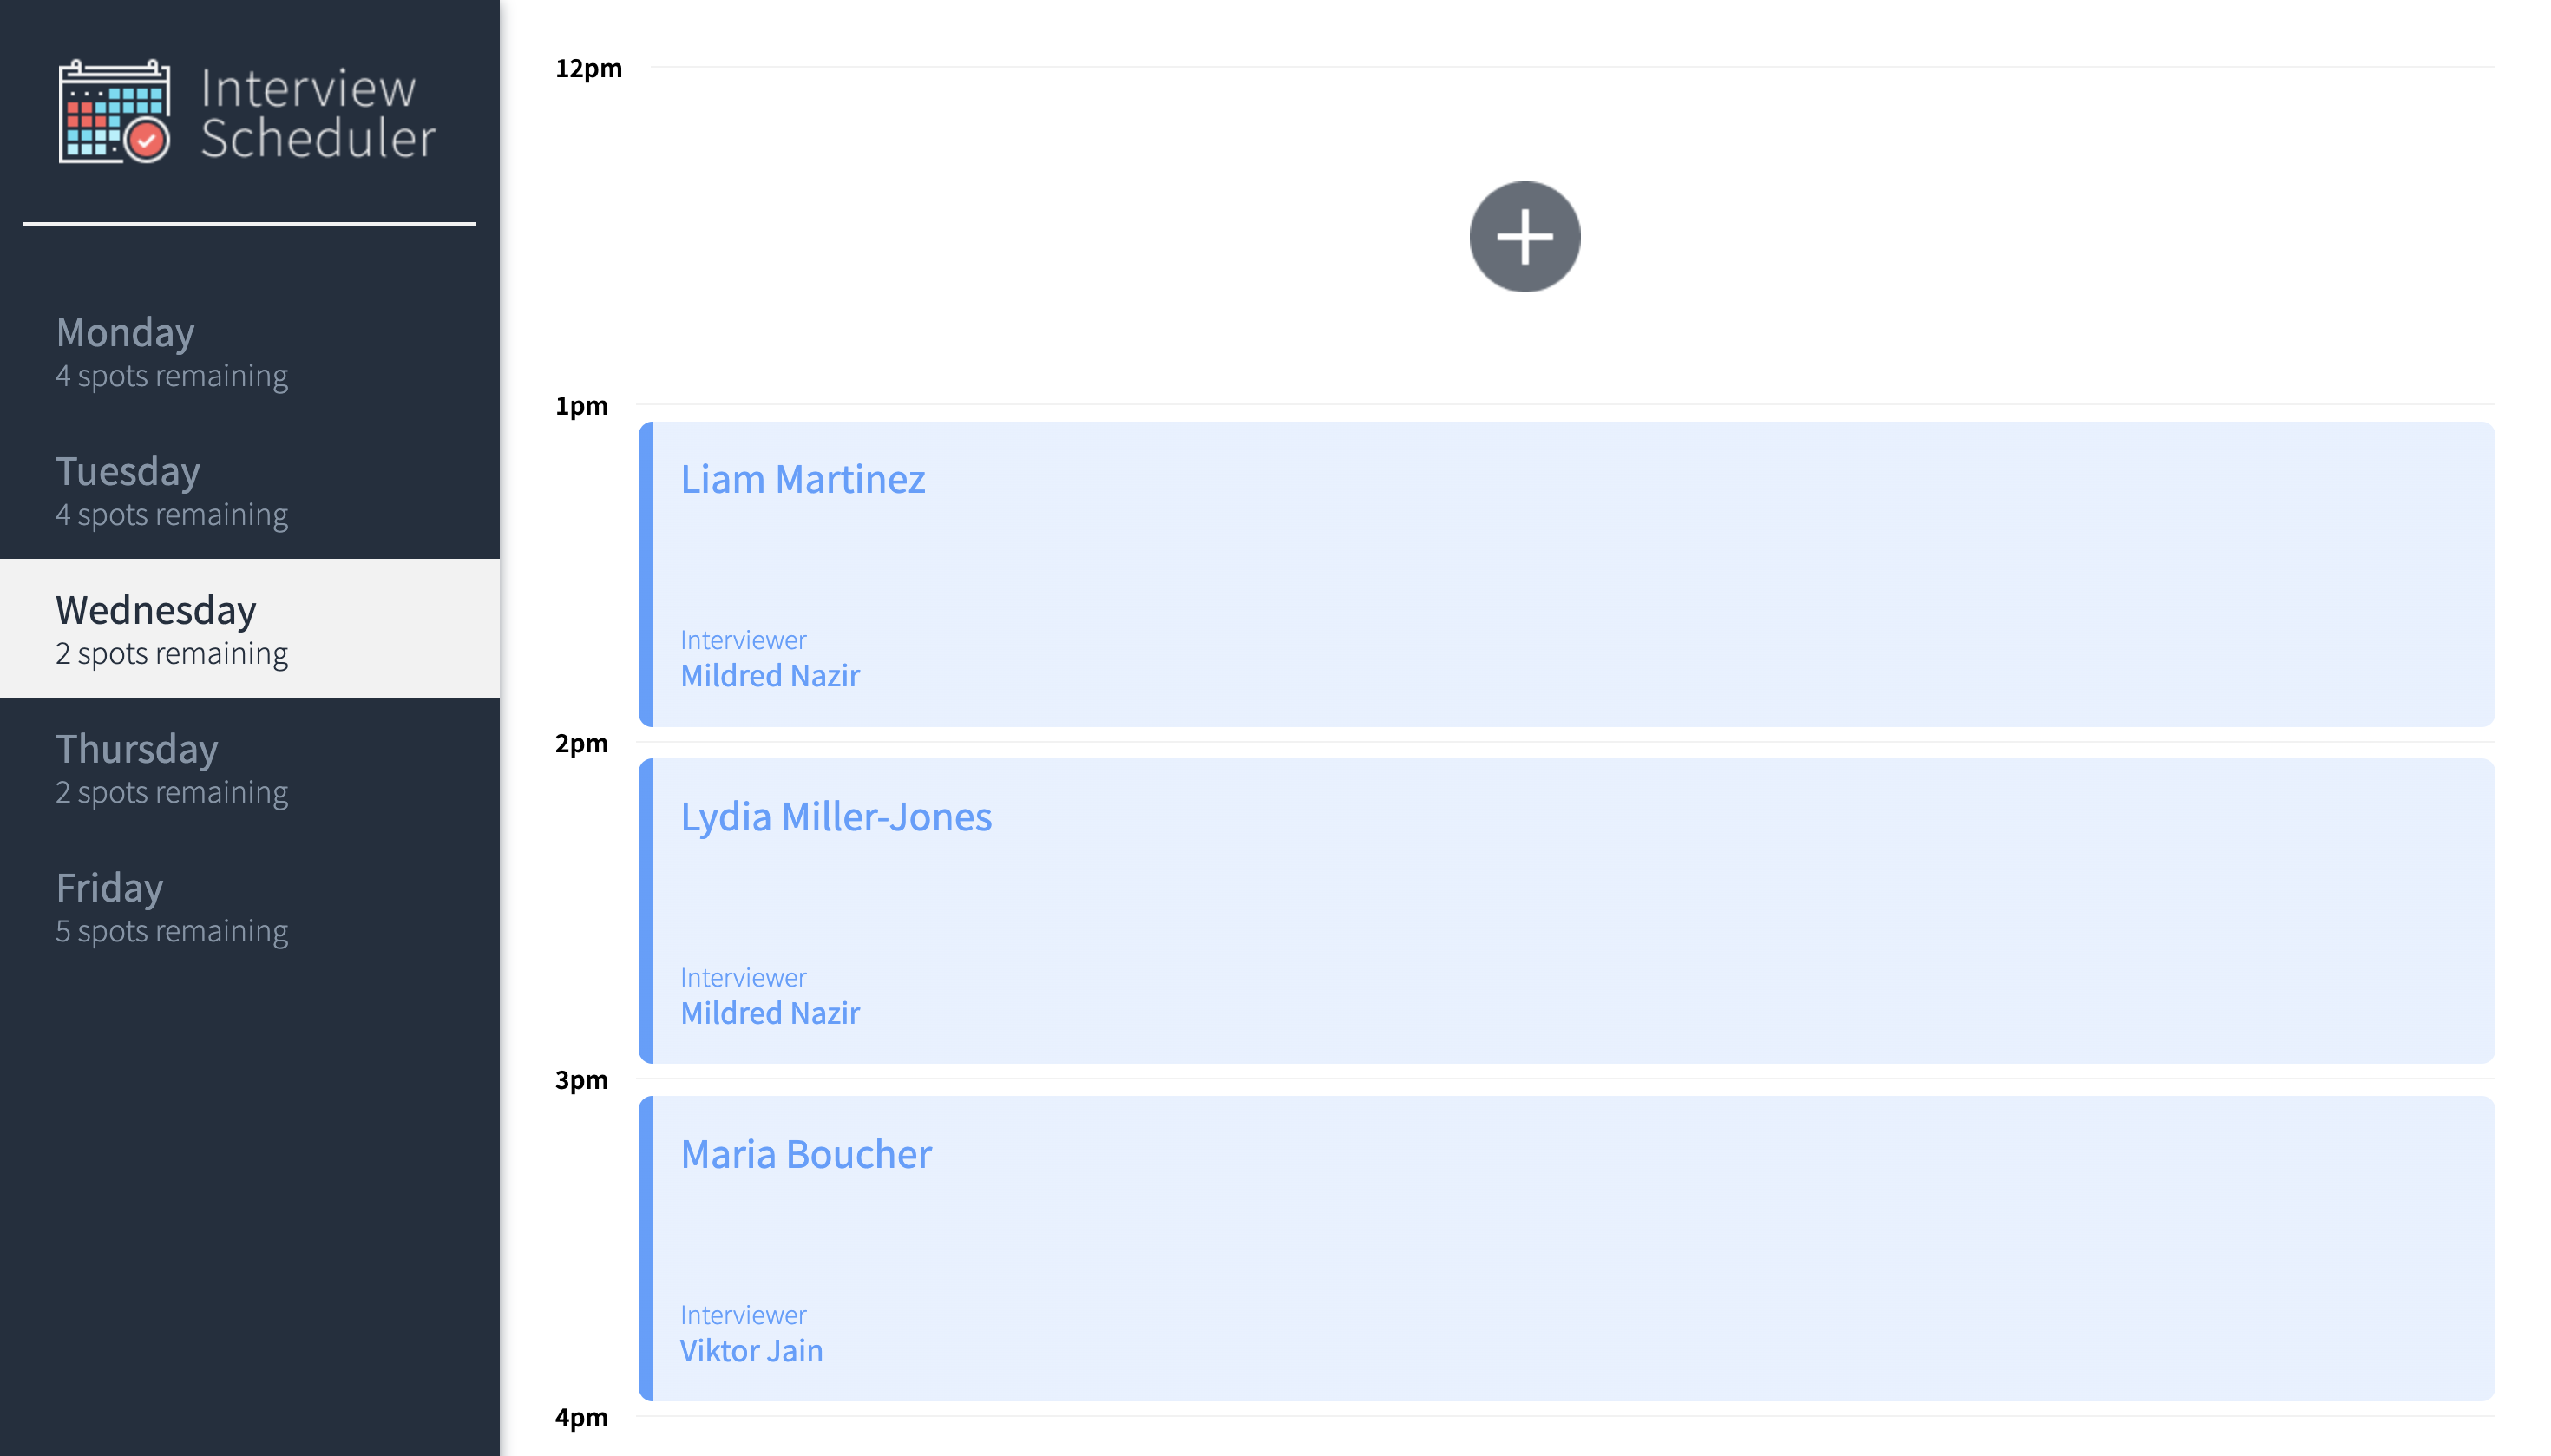 Interview
Scheduler
Monday
4 spots remaining
Tuesday
4 spots remaining
Wednesday
2 spots remaining
Thursday
2 spots remaining
Friday
5 spots remaining
12pm
1pm
Liam Martinez
Interviewer
Mildred Nazir
2pm
Lydia Miller-Jones
Interviewer
Mildred Nazir
3pm
Maria Boucher
Interviewer
Viktor Jain
4pm